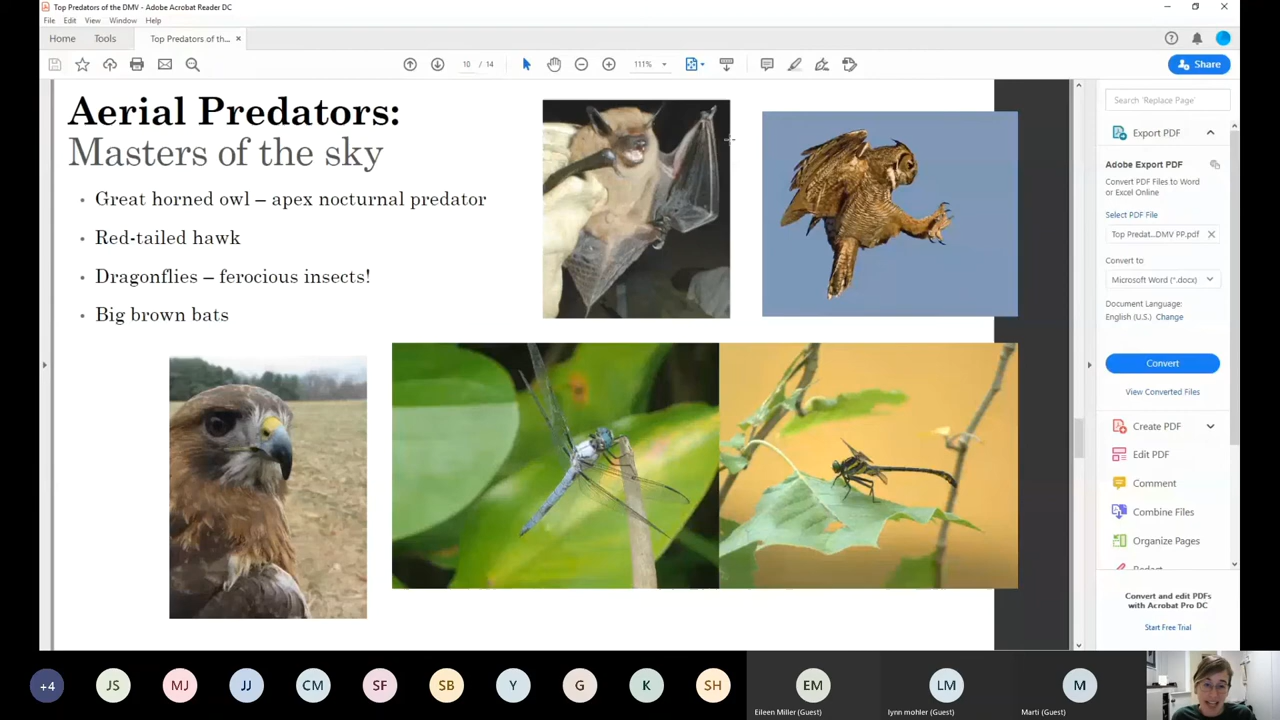 Top Predators of the DMV - Adobe Acrobat Reader DC
File Edit View Window Help
Home Tools Top Predators of th... ×
10 / 14 111% Share
Aerial Predators:
Masters of the sky
• Great horned owl – apex nocturnal predator
• Red-tailed hawk
• Dragonflies – ferocious insects!
• Big brown bats
Search 'Replace Page'
Export PDF
Adobe Export PDF
Convert PDF Files to Word
or Excel Online
Select PDF File
Top Predat...DMV PP.pdf
Convert to
Microsoft Word (*.docx)
Document Language:
English (U.S.) Change
Convert
View Converted Files
Create PDF
Edit PDF
Comment
Combine Files
Organize Pages
Redact
Convert and edit PDFs
with Acrobat Pro DC
Start Free Trial
+4 JS MJ JJ CM SF SB Y G K SH EM LM M
Eileen Miller (Guest) lynn mohler (Guest) Marti (Guest)